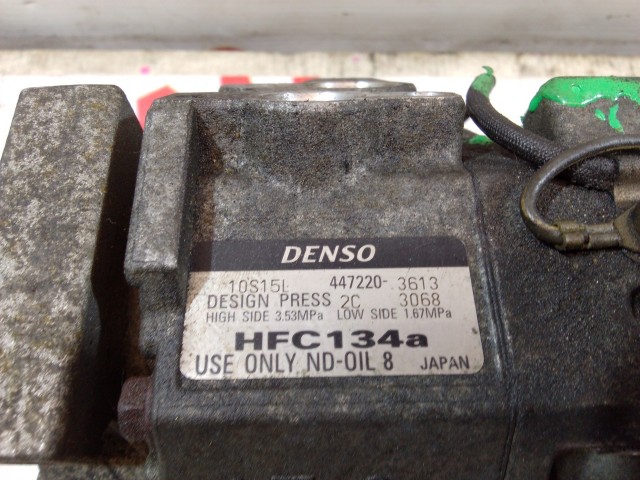 DENSO
10S15L 447220-3613
DESIGN PRESS 2C 3068
HIGH SIDE 3.53MPa LOW SIDE 1.67MPa
HFC134a
USE ONLY ND-OIL 8 JAPAN